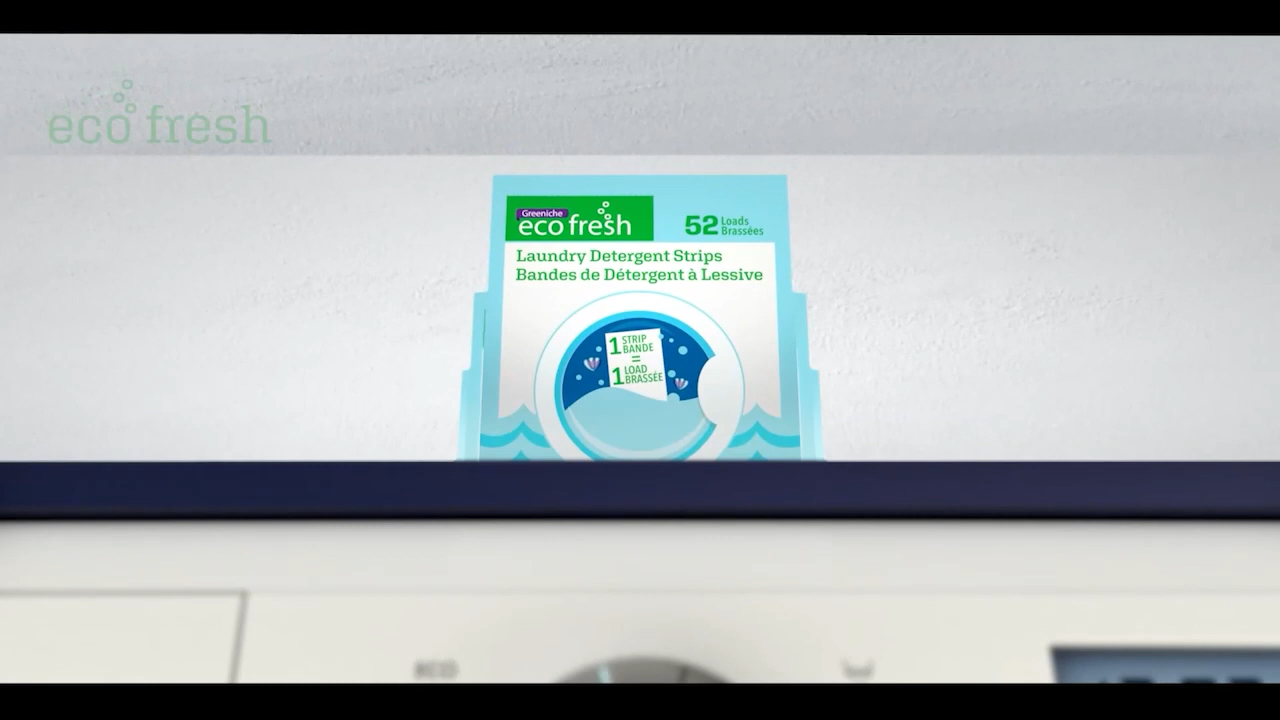 eco fresh
Greeniche
eco fresh
52 Loads
Brassées
Laundry Detergent Strips
Bandes de Détergent à Lessive
1 STRIP
BANDE
=
1 LOAD
BRASSÉE
eco